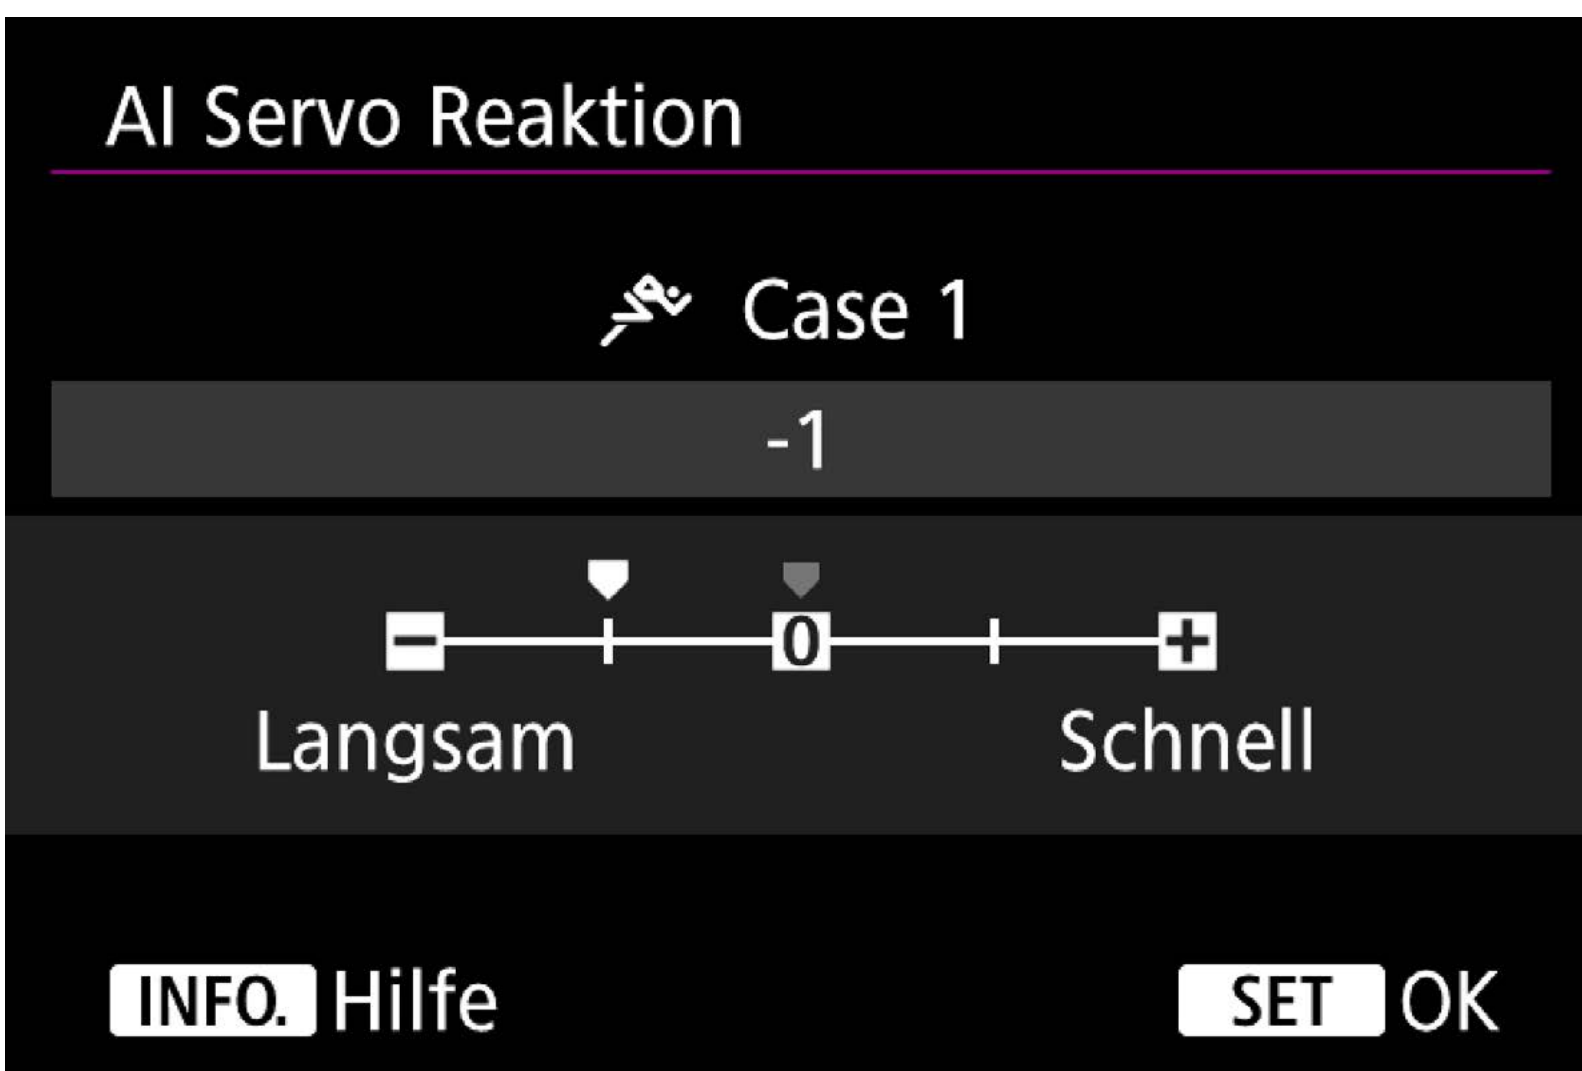 AI Servo Reaktion
Case 1
-1
- 0 +
Langsam Schnell
INFO. Hilfe SET OK